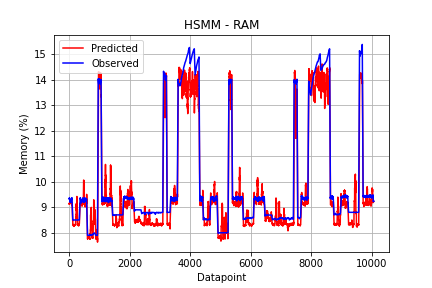 HSMM - RAM
Predicted
Observed
Memory (%)
15
14
13
12
11
10
9
8
0
2000
4000
6000
8000
10000
Datapoint